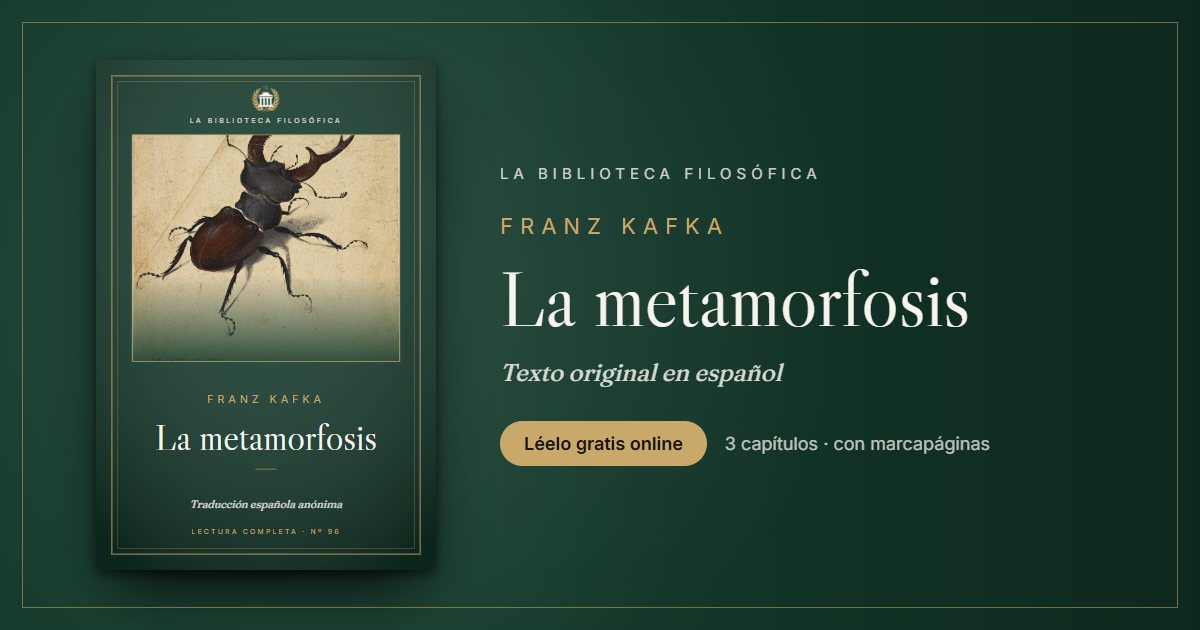 LA BIBLIOTECA FILOSÓFICA
FRANZ KAFKA
La metamorfosis
Traducción española anónima
LECTURA COMPLETA · Nº 96
LA BIBLIOTECA FILOSÓFICA
FRANZ KAFKA
La metamorfosis
Texto original en español
Léelo gratis online
3 capítulos · con marcapáginas